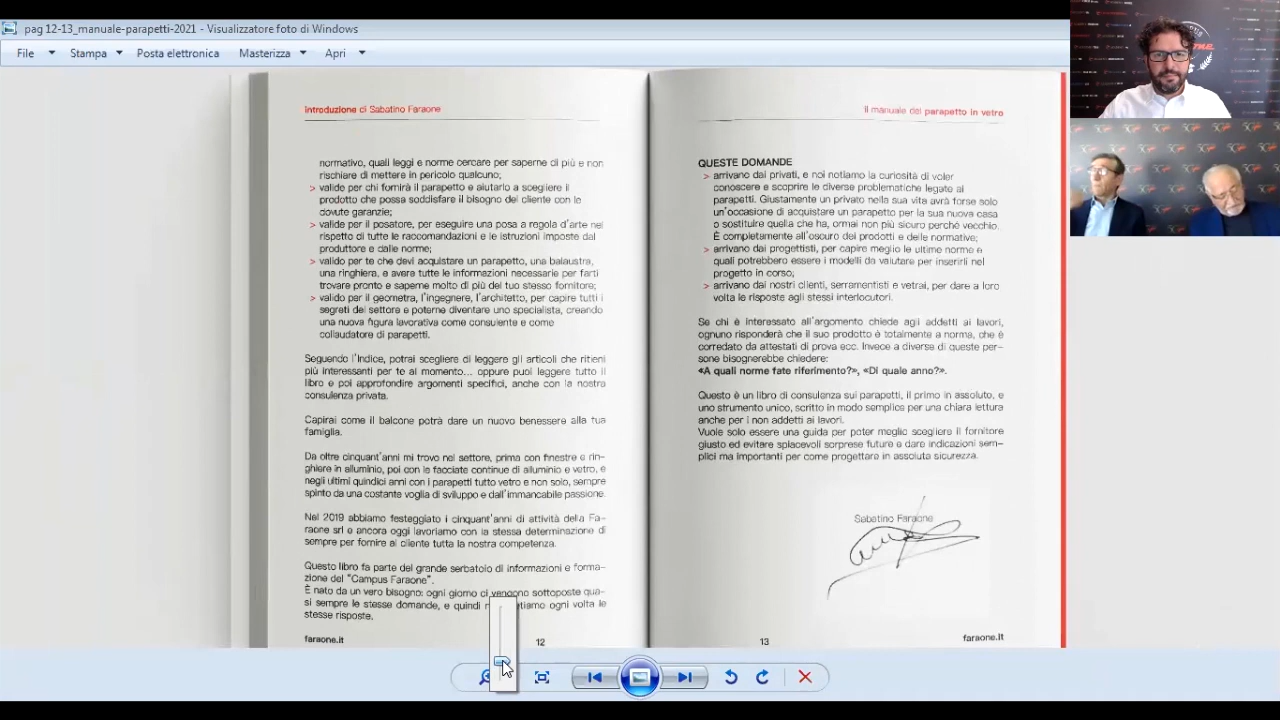 pag 12-13_manuale-parapetti-2021 - Visualizzatore foto di Windows
File Stampa Posta elettronica Masterizza Apri
Introduzione di Sabatino Faraone
normativo, quali leggi e norme cercare per saperne di più e non
rischiare di mettere in pericolo qualcuno;
> valide per chi fornirà il parapetto e aiutarlo a scegliere il
prodotto che possa soddisfare il bisogno del cliente con le
dovute garanzie;
> valide per il posatore, per eseguire una posa a regola d'arte nel
rispetto di tutte le raccomandazioni e le istruzioni imposte dal
produttore e dalle norme;
> valido per te che devi acquistare un parapetto, una balaustra,
una ringhiera, e avere tutte le informazioni necessarie per farti
trovare pronto e saperne molto di più del tuo stesso fornitore;
> valido per il geometra, l'ingegnere, l'architetto, per capire tutti i
segreti del settore e poterne diventare uno specialista, creando
una nuova figura lavorativa come consulente e come
collaudatore di parapetti.
Seguendo l'Indice, potrai scegliere di leggere gli articoli che ritieni
più interessanti per te al momento... oppure puoi leggere tutto il
libro e poi approfondire argomenti specifici, anche con la nostra
consulenza privata.
Capirai come il balcone potrà dare un nuovo benessere alla tua
famiglia.
Da oltre cinquant'anni mi trovo nel settore, prima con finestre e rin-
ghiere in alluminio, poi con le facciate continue di alluminio e vetro, e
negli ultimi quindici anni con i parapetti tutto vetro e non solo, sempre
spinto da una costante voglia di sviluppo e dall'immancabile passione.
Nel 2019 abbiamo festeggiato i cinquant'anni di attività della Fa-
raone srl e ancora oggi lavoriamo con la stessa determinazione di
sempre per fornire al cliente tutta la nostra competenza.
Questo libro fa parte del grande serbatoio di informazioni e forma-
zione del "Campus Faraone".
È nato da un vero bisogno: ogni giorno ci vengono sottoposte qua-
si sempre le stesse domande, e quindi tiamo ogni volta le
stesse risposte.
faraone.it 12
Il manuale del parapetto in vetro
QUESTE DOMANDE
> arrivano dai privati, e noi notiamo la curiosità di voler
conoscere e scoprire le diverse problematiche legate ai
parapetti. Giustamente un privato nella sua vita avrà forse solo
un'occasione di acquistare un parapetto per la sua nuova casa
o sostituire quella che ha, ormai non più sicuro perché vecchio.
È completamente all'oscuro dei prodotti e delle normative;
> arrivano dai progettisti, per capire meglio le ultime norme e
quali potrebbero essere i modelli da valutare per inserirli nel
progetto in corso;
> arrivano dai nostri clienti, serramentisti e vetrai, per dare a loro
volta le risposte agli stessi interlocutori.
Se chi è interessato all'argomento chiede agli addetti ai lavori,
ognuno risponderà che il suo prodotto è totalmente a norma, che è
corredato da attestati di prova ecc. Invece a diverse di queste per-
sone bisognerebbe chiedere:
«A quali norme fate riferimento?», «Di quale anno?».
Questo è un libro di consulenza sui parapetti, il primo in assoluto, e
uno strumento unico, scritto in modo semplice per una chiara lettura
anche per i non addetti ai lavori.
Vuole solo essere una guida per poter meglio scegliere il fornitore
giusto ed evitare spiacevoli sorprese future e dare indicazioni sem-
plici ma importanti per come progettare in assoluta sicurezza.
Sabatino Faraone
13 faraone.it